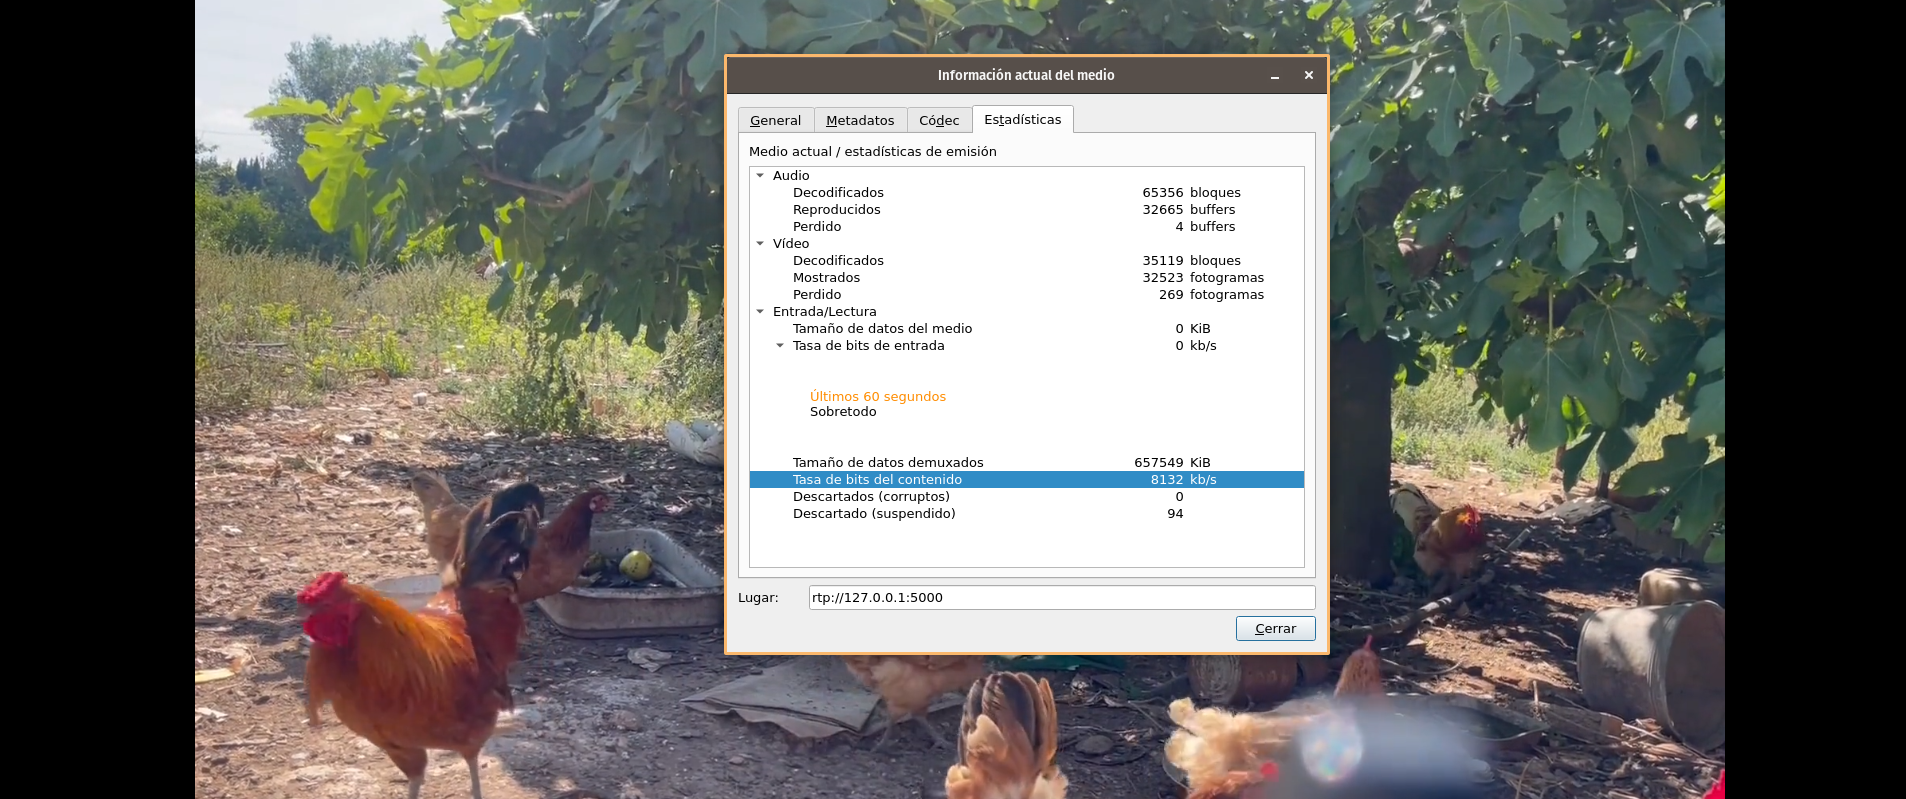 Información actual del medio
General Metadatos Códec Estadísticas
Medio actual / estadísticas de emisión
Audio
Decodificados 65356 bloques
Reproducidos 32665 buffers
Perdido 4 buffers
Vídeo
Decodificados 35119 bloques
Mostrados 32523 fotogramas
Perdido 269 fotogramas
Entrada/Lectura
Tamaño de datos del medio 0 KiB
Tasa de bits de entrada 0 kb/s
Últimos 60 segundos
Sobretodo
Tamaño de datos demuxados 657549 KiB
Tasa de bits del contenido 8132 kb/s
Descartados (corruptos) 0
Descartado (suspendido) 94
Lugar: rtp://127.0.0.1:5000
Cerrar